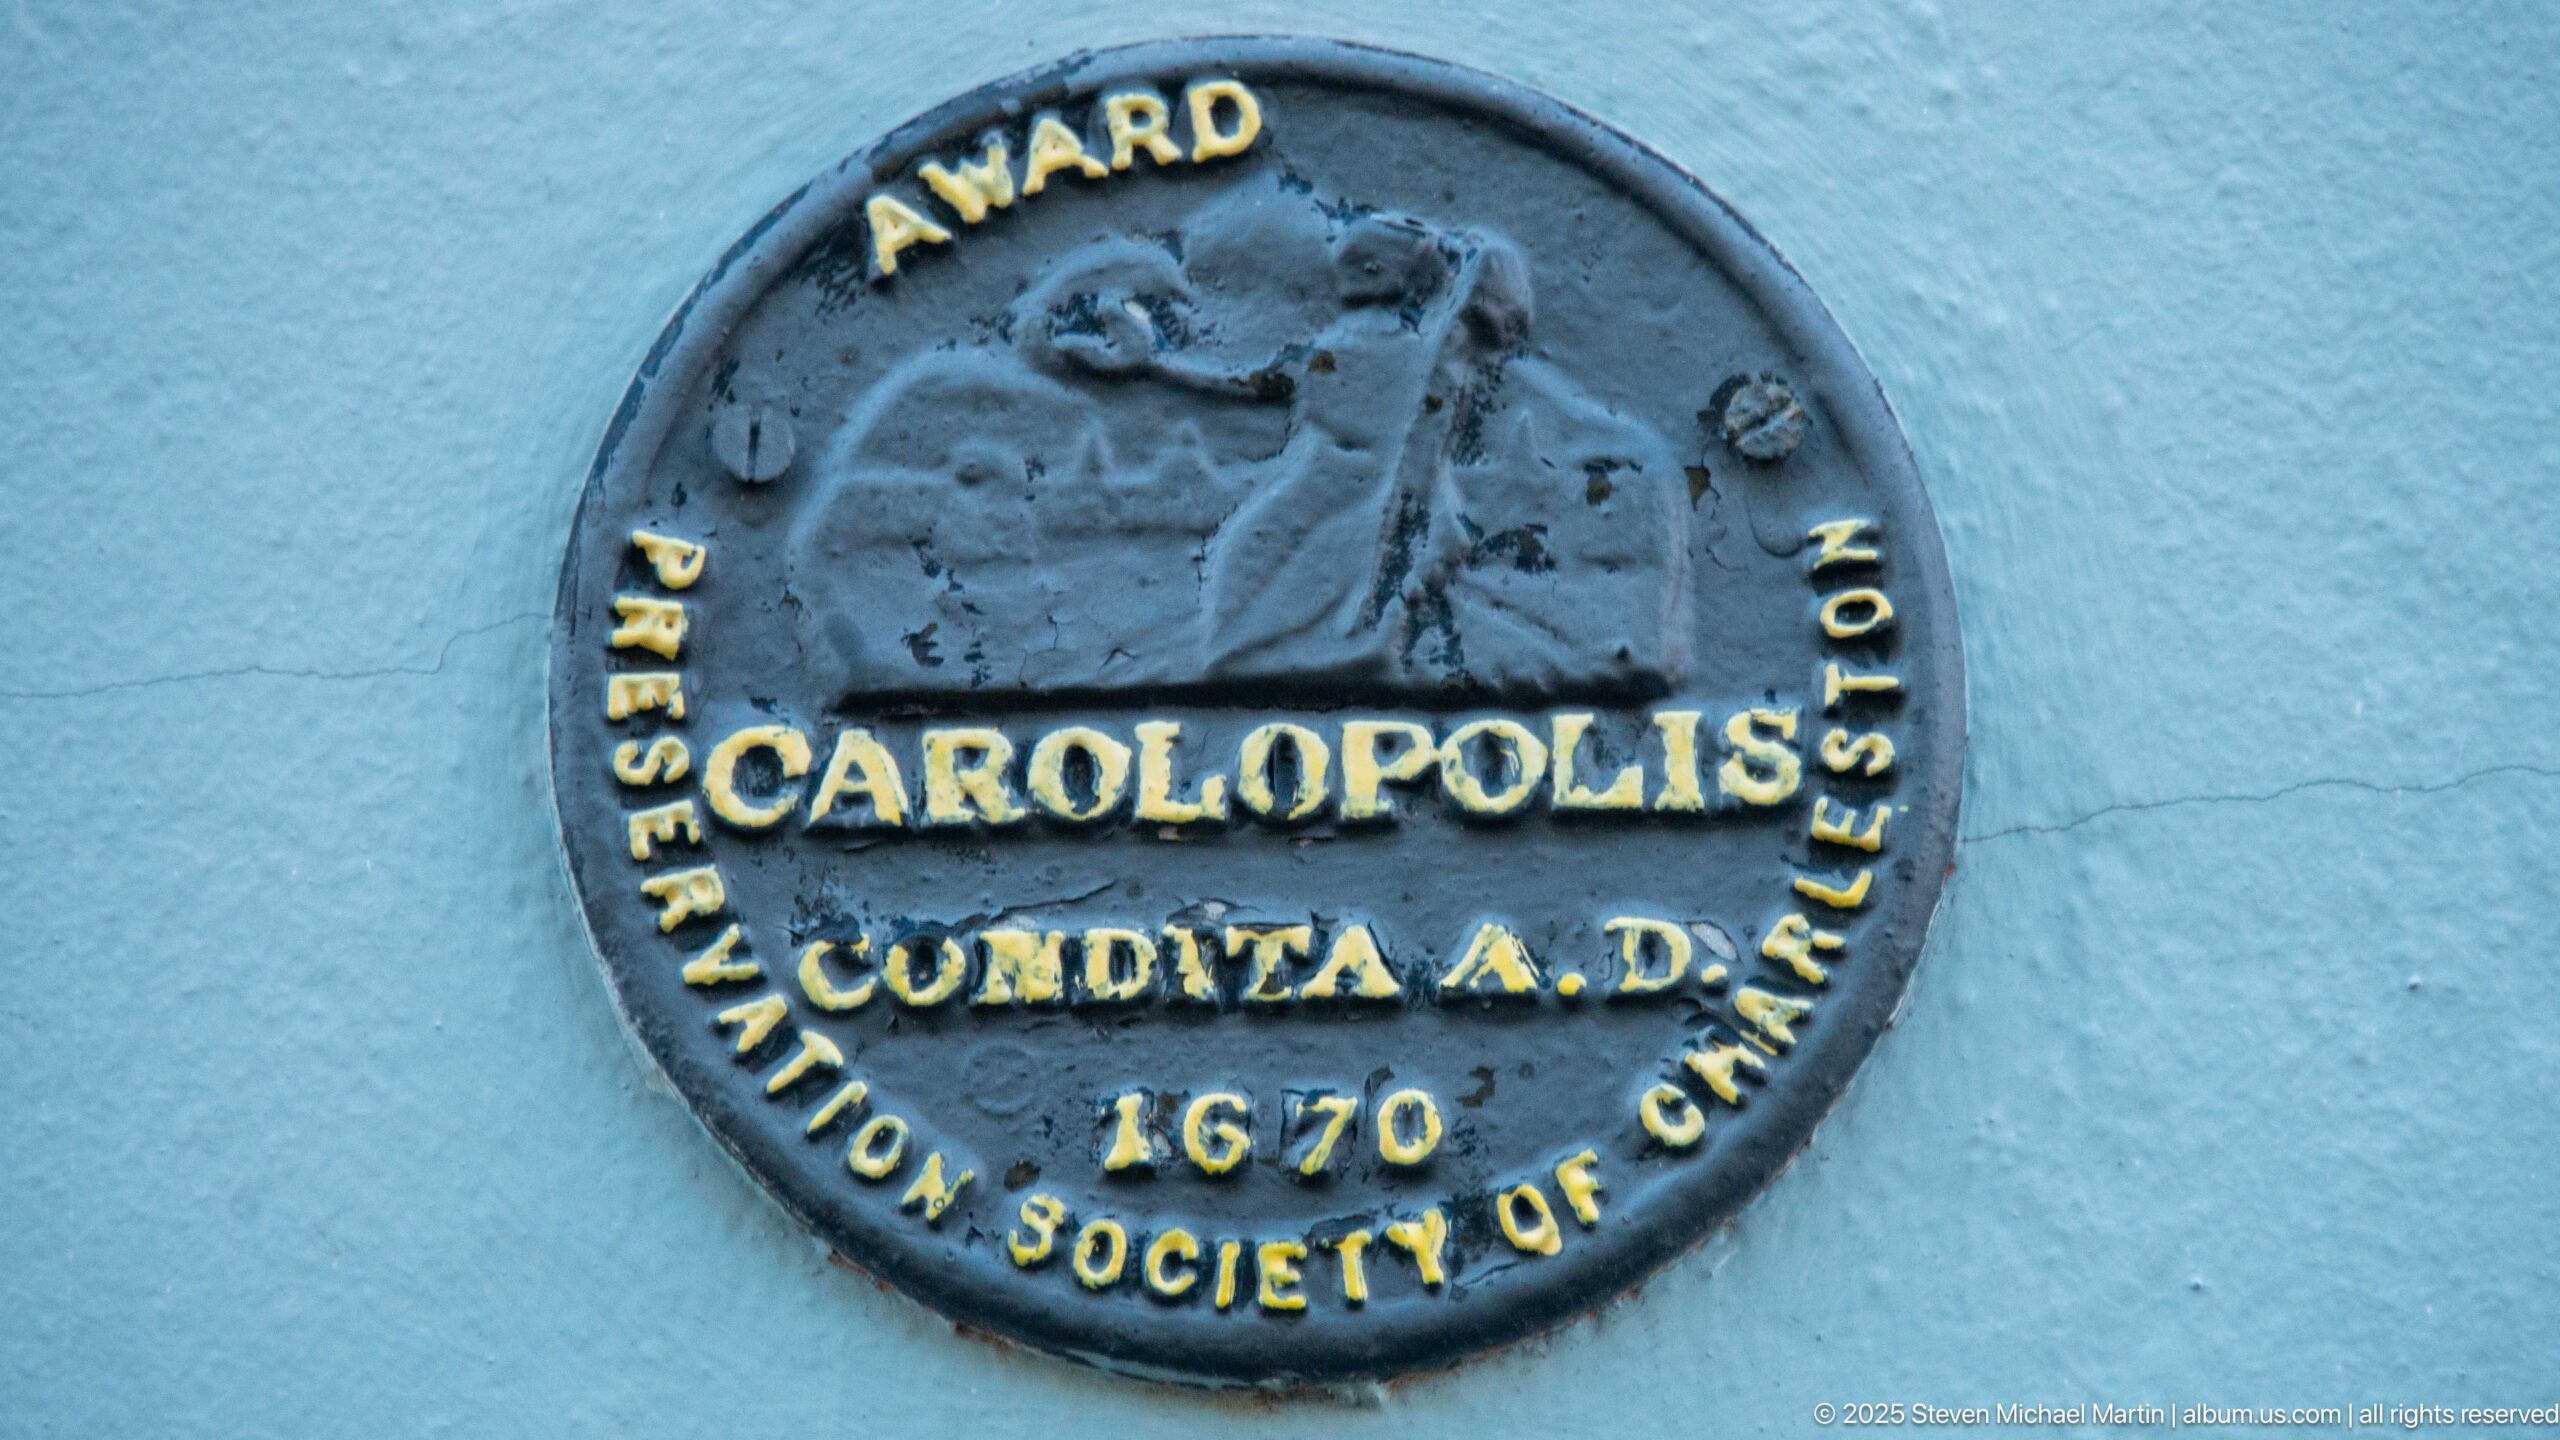 AWARD
CAROLOPOLIS
CONDITA A. D.
1670
PRESERVATION SOCIETY OF CHARLESTON
© 2025 Steven Michael Martin | album.us.com | all rights reserved